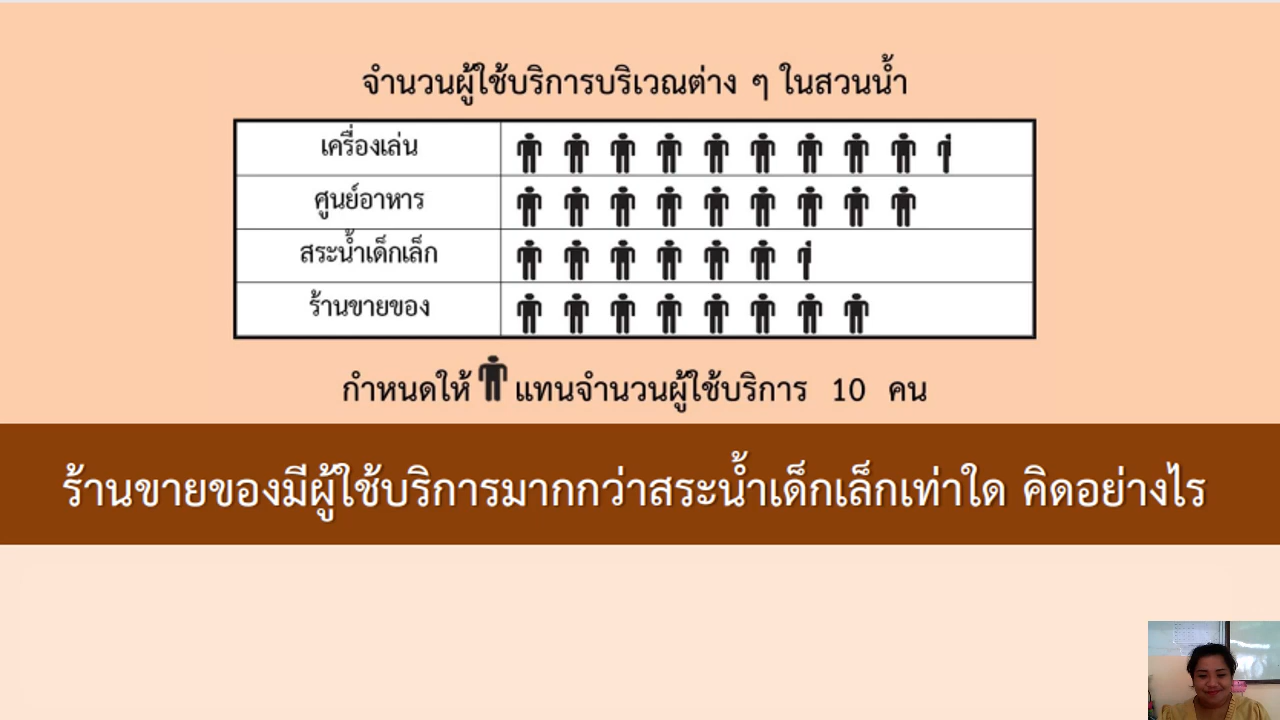 จำนวนผู้ใช้บริการบริเวณต่าง ๆ ในสวนน้ำ
เครื่องเล่น
ศูนย์อาหาร
สระน้ำเด็กเล็ก
ร้านขายของ
กำหนดให้ แทนจำนวนผู้ใช้บริการ 10 คน
ร้านขายของมีผู้ใช้บริการมากกว่าสระน้ำเด็กเล็กเท่าใด คิดอย่างไร